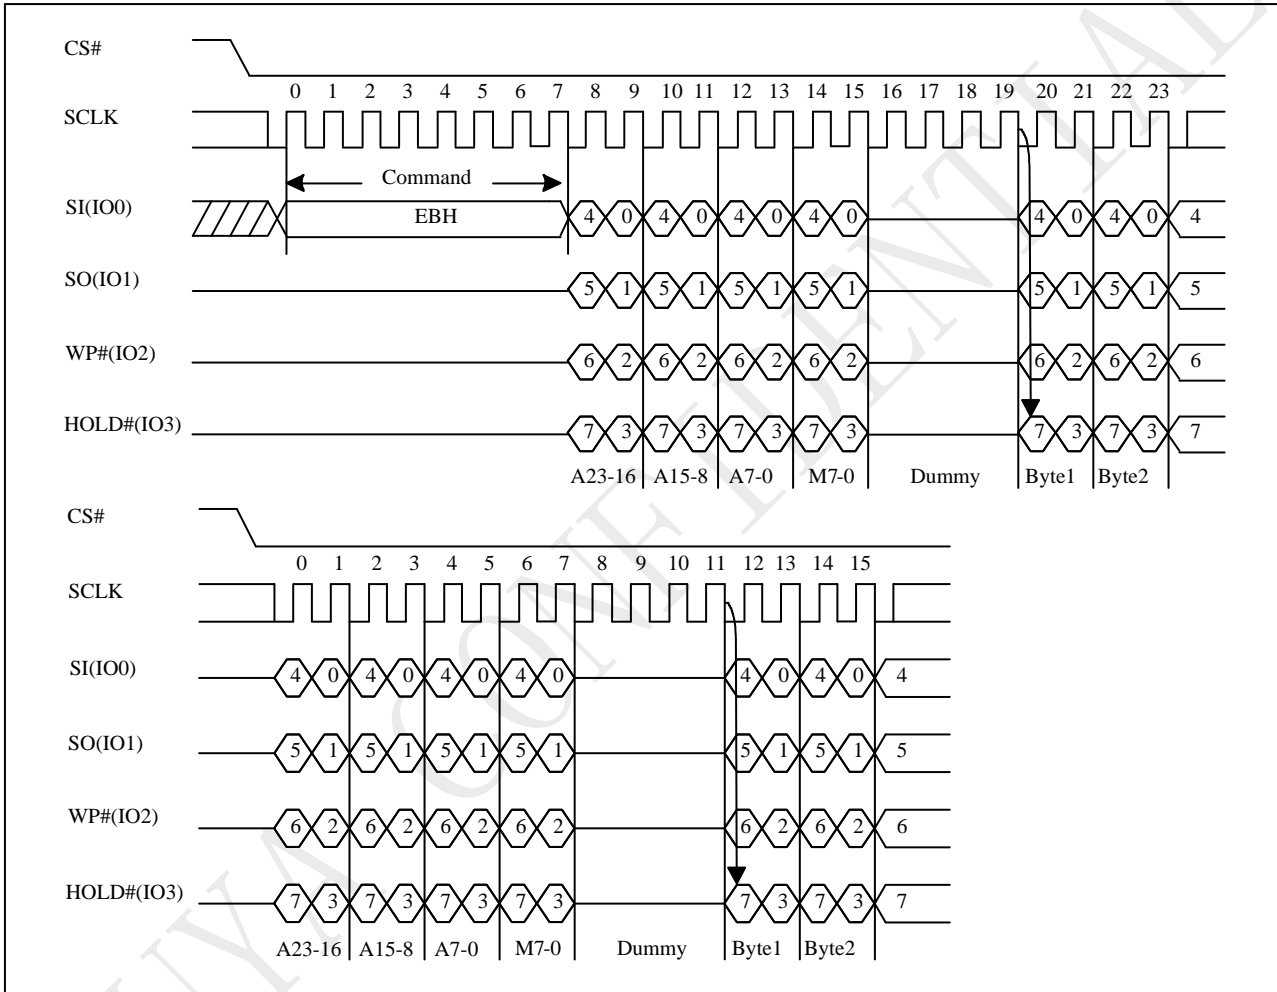 CS#
0 1 2 3 4 5 6 7 8 9 10 11 12 13 14 15 16 17 18 19 20 21 22 23
SCLK
Command
SI(IO0) EBH 4 0 4 0 4 0 4 0 4 0 4 0 4
SO(IO1) 5 1 5 1 5 1 5 1 5 1 5 1 5
WP#(IO2) 6 2 6 2 6 2 6 2 6 2 6 2 6
HOLD#(IO3) 7 3 7 3 7 3 7 3 7 3 7 3 7
A23-16 A15-8 A7-0 M7-0 Dummy Byte1 Byte2
CS#
0 1 2 3 4 5 6 7 8 9 10 11 12 13 14 15
SCLK
SI(IO0) 4 0 4 0 4 0 4 0 4 0 4 0 4
SO(IO1) 5 1 5 1 5 1 5 1 5 1 5 1 5
WP#(IO2) 6 2 6 2 6 2 6 2 6 2 6 2 6
HOLD#(IO3) 7 3 7 3 7 3 7 3 7 3 7 3 7
A23-16 A15-8 A7-0 M7-0 Dummy Byte1 Byte2
UYA CONFIDENTIAL